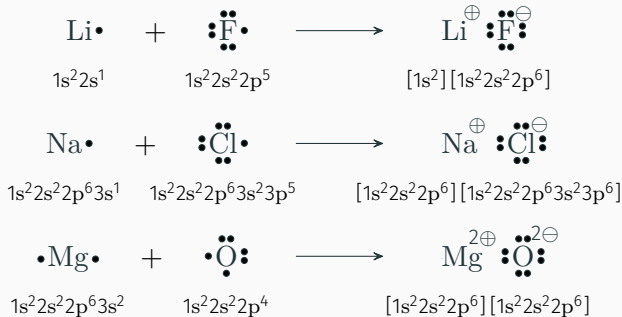 Li• + :F̤̈• ⟶ Li⊕ :F̤̈:⊖
1s²2s¹ 1s²2s²2p⁵ [1s²][1s²2s²2p⁶]
Na• + :C̤̈l• ⟶ Na⊕ :C̤̈l:⊖
1s²2s²2p⁶3s¹ 1s²2s²2p⁶3s²3p⁵ [1s²2s²2p⁶][1s²2s²2p⁶3s²3p⁶]
•Mg• + •Ọ̈: ⟶ Mg2⊕ :Ö̤:2⊖
1s²2s²2p⁶3s² 1s²2s²2p⁴ [1s²2s²2p⁶][1s²2s²2p⁶]